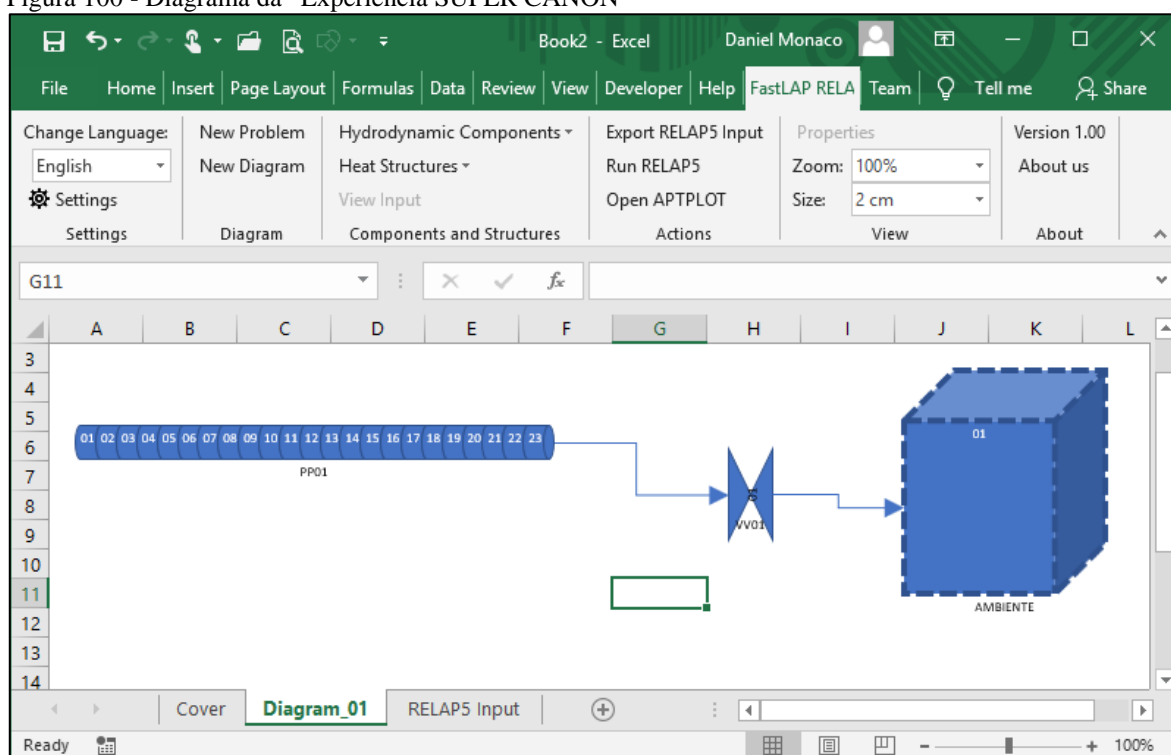 Figura 100 - Diagrama da "Experiência SUPER CANON"
Book2 - Excel Daniel Monaco
File Home Insert Page Layout Formulas Data Review View Developer Help FastLAP RELA Team Tell me Share
Change Language: New Problem Hydrodynamic Components Export RELAP5 Input Properties Version 1.00
English New Diagram Heat Structures Run RELAP5 Zoom: 100% About us
Settings View Input Open APTPLOT Size: 2 cm
Settings Diagram Components and Structures Actions View About
G11 fx
A B C D E F G H I J K L
3
4
5
01 02 03 04 05 06 07 08 09 10 11 12 13 14 15 16 17 18 19 20 21 22 23 01
6
7 PP01
8
9 VV01
10
11
12 AMBIENTE
13
14
Cover Diagram_01 RELAP5 Input
Ready 100%